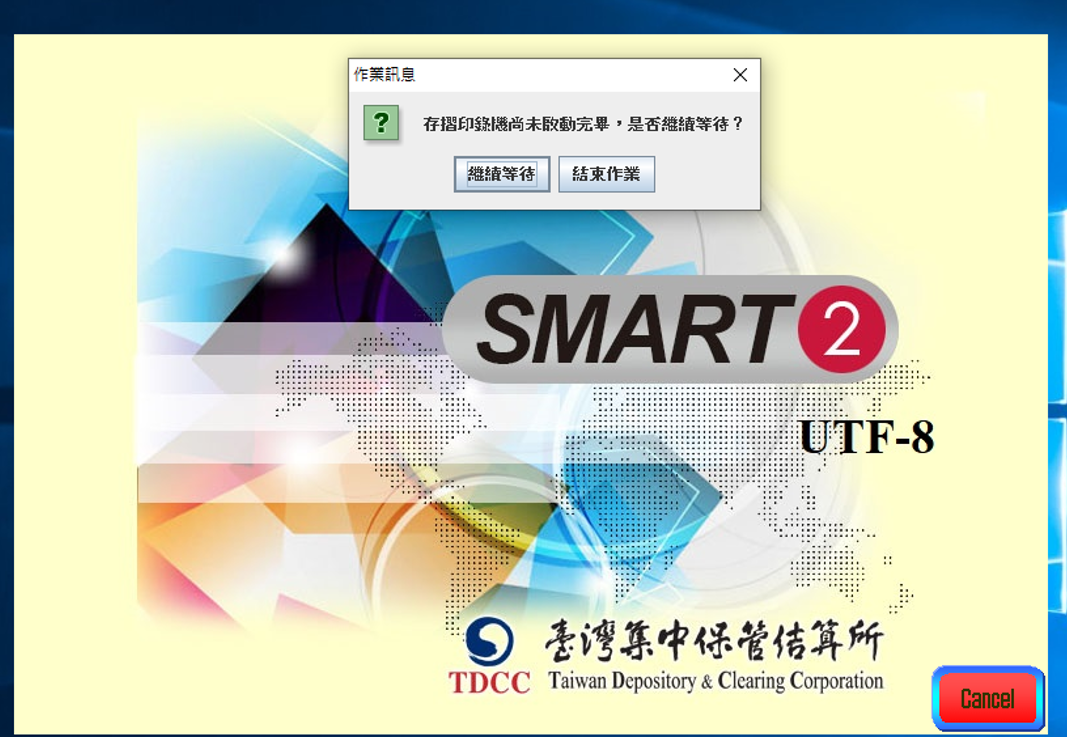 作業訊息
存摺印錄機尚未啟動完畢，是否繼續等待？
繼續等待 結束作業
SMART 2
UTF-8
臺灣集中保管結算所
TDCC Taiwan Depository & Clearing Corporation
Cancel